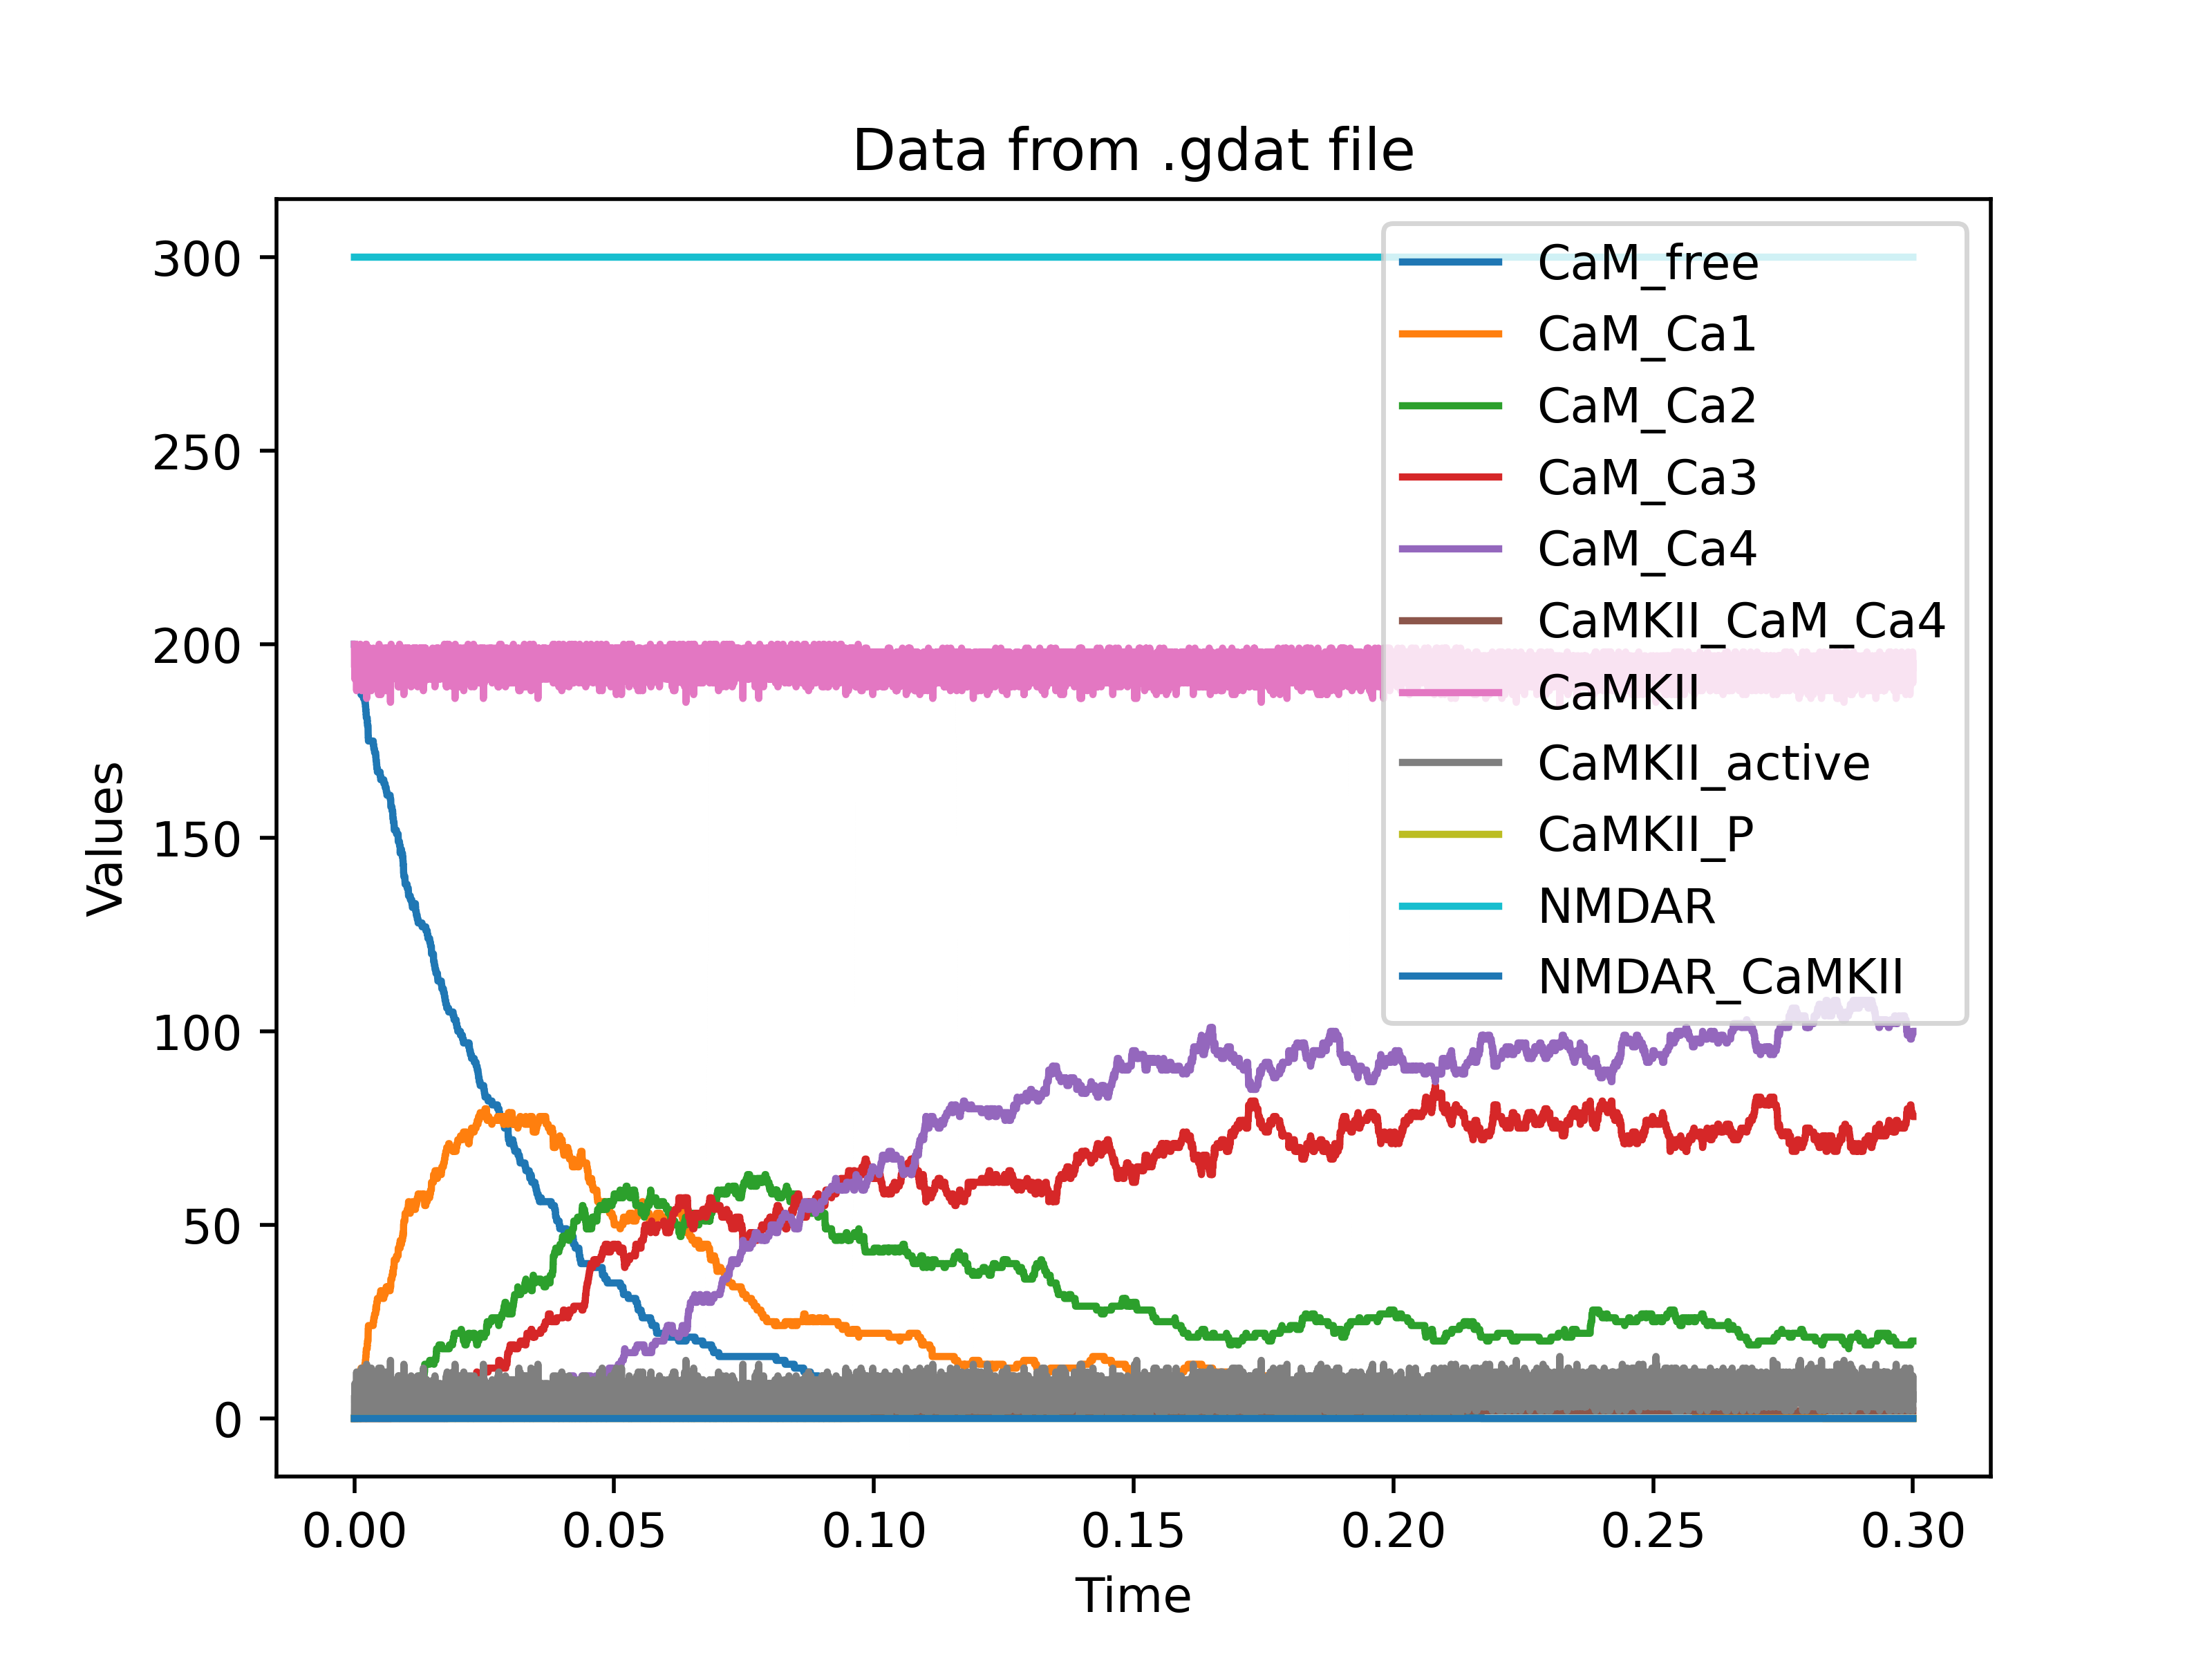 Data from .gdat file
300
250
200
150
100
50
0
Values
CaM_free
CaM_Ca1
CaM_Ca2
CaM_Ca3
CaM_Ca4
CaMKII_CaM_Ca4
CaMKII
CaMKII_active
CaMKII_P
NMDAR
NMDAR_CaMKII
0.00 0.05 0.10 0.15 0.20 0.25 0.30
Time